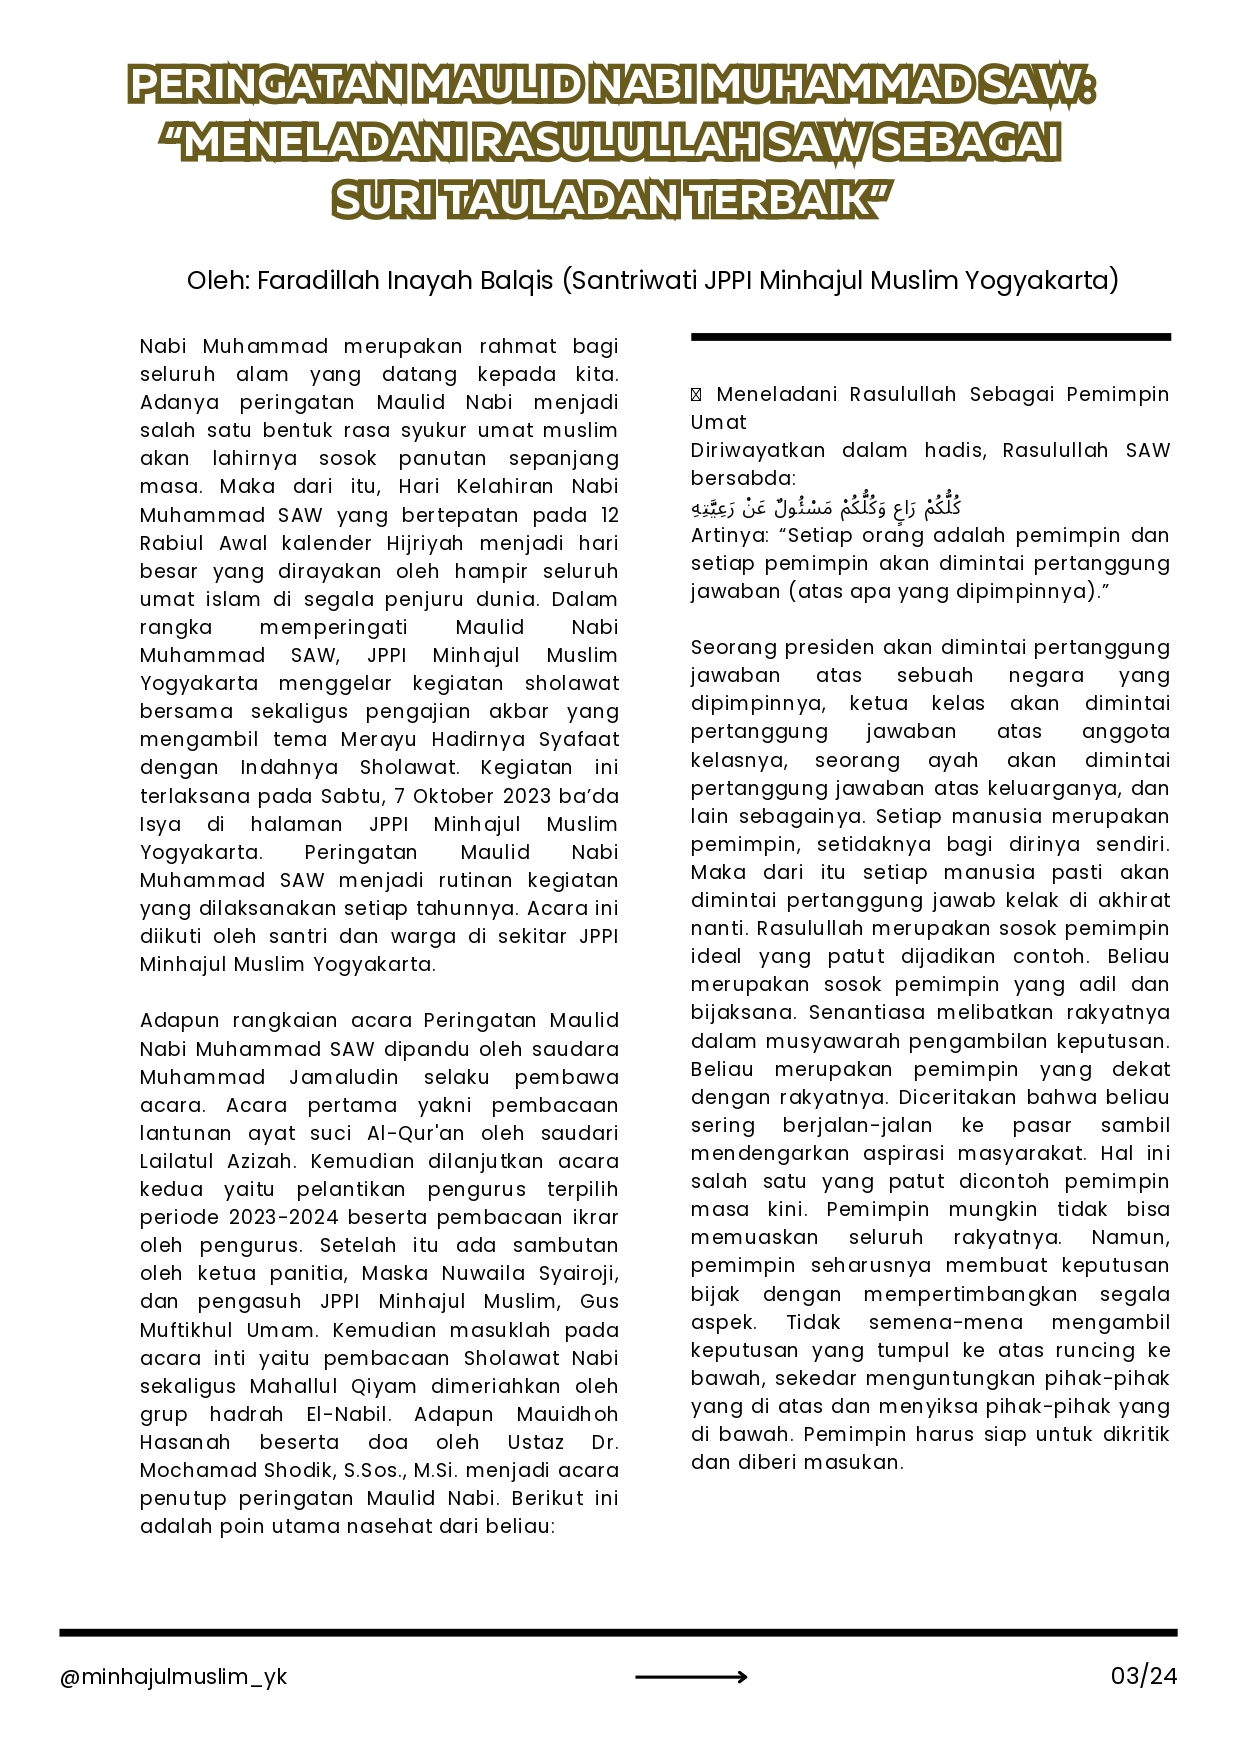 PERINGATAN MAULID NABI MUHAMMAD SAW:
“MENELADANI RASULULLAH SAW SEBAGAI
SURI TAULADAN TERBAIK”
Oleh: Faradillah Inayah Balqis (Santriwati JPPI Minhajul Muslim Yogyakarta)
Nabi Muhammad merupakan rahmat bagi
seluruh alam yang datang kepada kita.
Adanya peringatan Maulid Nabi menjadi
salah satu bentuk rasa syukur umat muslim
akan lahirnya sosok panutan sepanjang
masa. Maka dari itu, Hari Kelahiran Nabi
Muhammad SAW yang bertepatan pada 12
Rabiul Awal kalender Hijriyah menjadi hari
besar yang dirayakan oleh hampir seluruh
umat islam di segala penjuru dunia. Dalam
rangka memperingati Maulid Nabi
Muhammad SAW, JPPI Minhajul Muslim
Yogyakarta menggelar kegiatan sholawat
bersama sekaligus pengajian akbar yang
mengambil tema Merayu Hadirnya Syafaat
dengan Indahnya Sholawat. Kegiatan ini
terlaksana pada Sabtu, 7 Oktober 2023 ba’da
Isya di halaman JPPI Minhajul Muslim
Yogyakarta. Peringatan Maulid Nabi
Muhammad SAW menjadi rutinan kegiatan
yang dilaksanakan setiap tahunnya. Acara ini
diikuti oleh santri dan warga di sekitar JPPI
Minhajul Muslim Yogyakarta.
Adapun rangkaian acara Peringatan Maulid
Nabi Muhammad SAW dipandu oleh saudara
Muhammad Jamaludin selaku pembawa
acara. Acara pertama yakni pembacaan
lantunan ayat suci Al-Qur'an oleh saudari
Lailatul Azizah. Kemudian dilanjutkan acara
kedua yaitu pelantikan pengurus terpilih
periode 2023-2024 beserta pembacaan ikrar
oleh pengurus. Setelah itu ada sambutan
oleh ketua panitia, Maska Nuwaila Syairoji,
dan pengasuh JPPI Minhajul Muslim, Gus
Muftikhul Umam. Kemudian masuklah pada
acara inti yaitu pembacaan Sholawat Nabi
sekaligus Mahallul Qiyam dimeriahkan oleh
grup hadrah El-Nabil. Adapun Mauidhoh
Hasanah beserta doa oleh Ustaz Dr.
Mochamad Shodik, S.Sos., M.Si. menjadi acara
penutup peringatan Maulid Nabi. Berikut ini
adalah poin utama nasehat dari beliau:
Meneladani Rasulullah Sebagai Pemimpin
Umat
Diriwayatkan dalam hadis, Rasulullah SAW
bersabda:
كُلُّكُمْ رَاعٍ وَكُلُّكُمْ مَسْئُولٌ عَنْ رَعِيَّتِهِ
Artinya: “Setiap orang adalah pemimpin dan
setiap pemimpin akan dimintai pertanggung
jawaban (atas apa yang dipimpinnya).”
Seorang presiden akan dimintai pertanggung
jawaban atas sebuah negara yang
dipimpinnya, ketua kelas akan dimintai
pertanggung jawaban atas anggota
kelasnya, seorang ayah akan dimintai
pertanggung jawaban atas keluarganya, dan
lain sebagainya. Setiap manusia merupakan
pemimpin, setidaknya bagi dirinya sendiri.
Maka dari itu setiap manusia pasti akan
dimintai pertanggung jawab kelak di akhirat
nanti. Rasulullah merupakan sosok pemimpin
ideal yang patut dijadikan contoh. Beliau
merupakan sosok pemimpin yang adil dan
bijaksana. Senantiasa melibatkan rakyatnya
dalam musyawarah pengambilan keputusan.
Beliau merupakan pemimpin yang dekat
dengan rakyatnya. Diceritakan bahwa beliau
sering berjalan-jalan ke pasar sambil
mendengarkan aspirasi masyarakat. Hal ini
salah satu yang patut dicontoh pemimpin
masa kini. Pemimpin mungkin tidak bisa
memuaskan seluruh rakyatnya. Namun,
pemimpin seharusnya membuat keputusan
bijak dengan mempertimbangkan segala
aspek. Tidak semena-mena mengambil
keputusan yang tumpul ke atas runcing ke
bawah, sekedar menguntungkan pihak-pihak
yang di atas dan menyiksa pihak-pihak yang
di bawah. Pemimpin harus siap untuk dikritik
dan diberi masukan.
@minhajulmuslim_yk
03/24